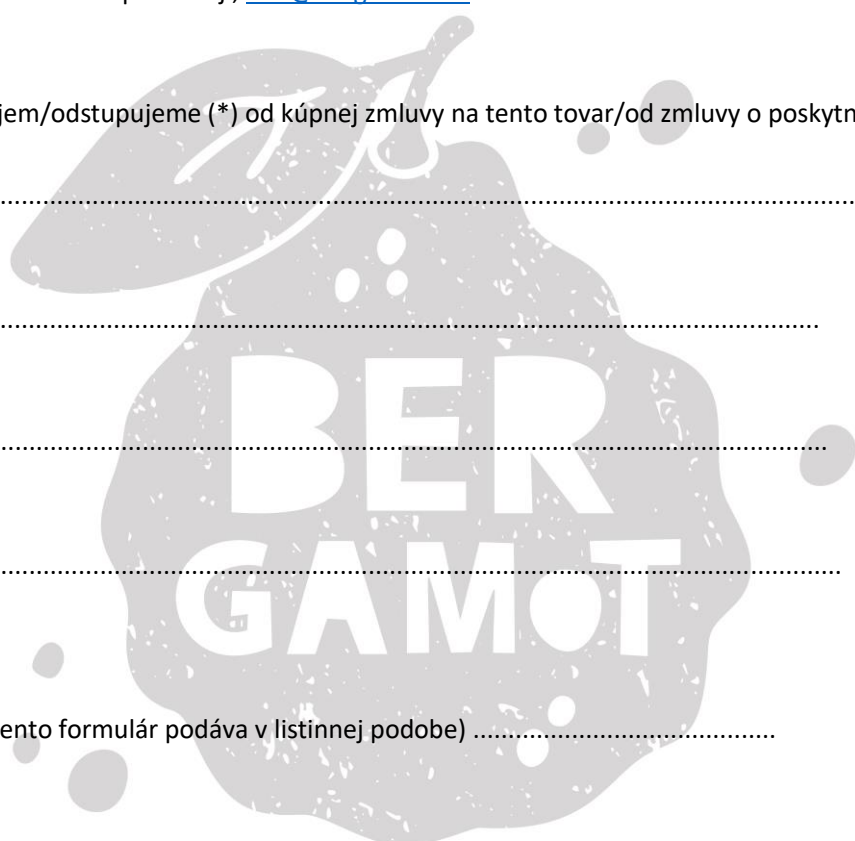 jem/odstupujeme (*) od kúpnej zmluvy na tento tovar/od zmluvy o poskytn
................................................................................................................................
...........................................................................................................................
BER
............................................................................................................................
GAMOT
..............................................................................................................................
ento formulár podáva v listinnej podobe) ...........................................